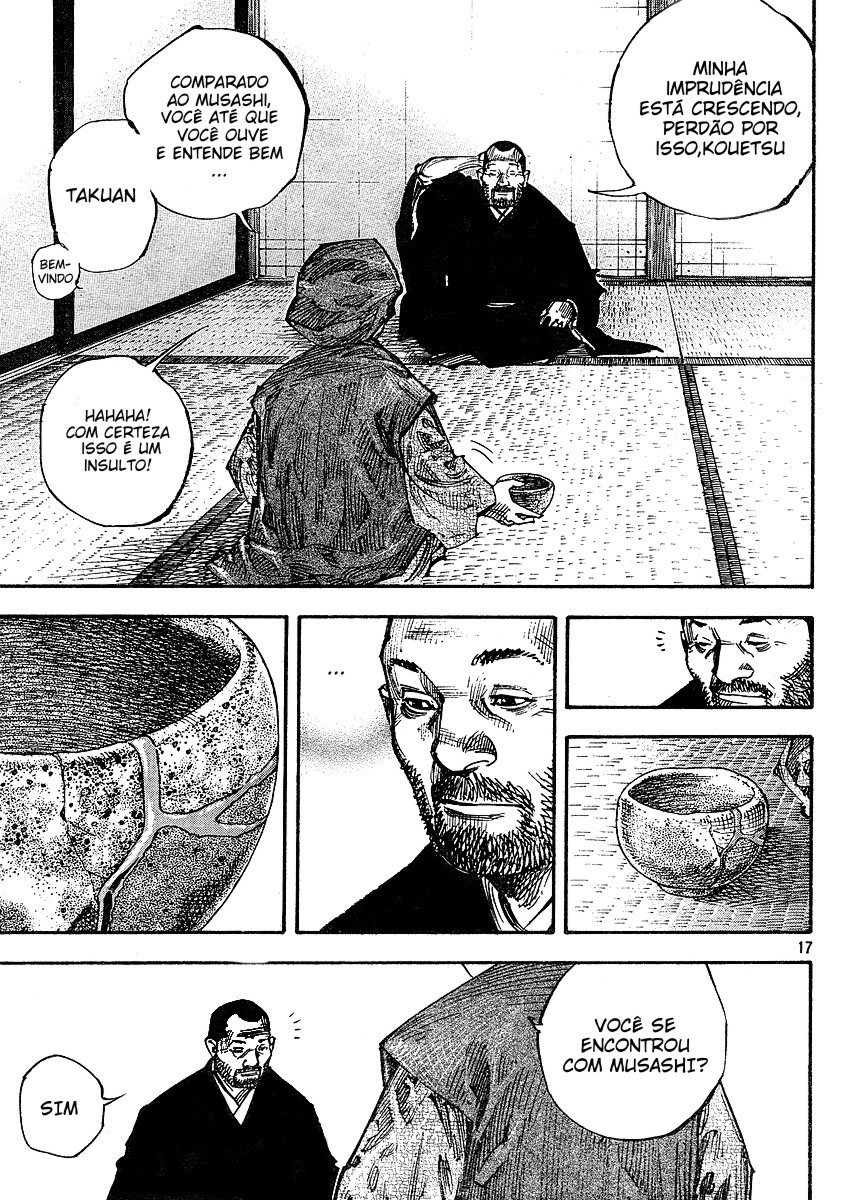 MINHA
IMPRUDÊNCIA
ESTÁ CRESCENDO,
PERDÃO POR
ISSO,KOUETSU
COMPARADO
AO MUSASHI,
VOCÊ ATÉ QUE
VOCÊ OUVE
E ENTENDE BEM
...
TAKUAN
BEM-
VINDO
HAHAHA!
COM CERTEZA
ISSO É UM
INSULTO!
...
17
VOCÊ SE
ENCONTROU
COM MUSASHI?
SIM